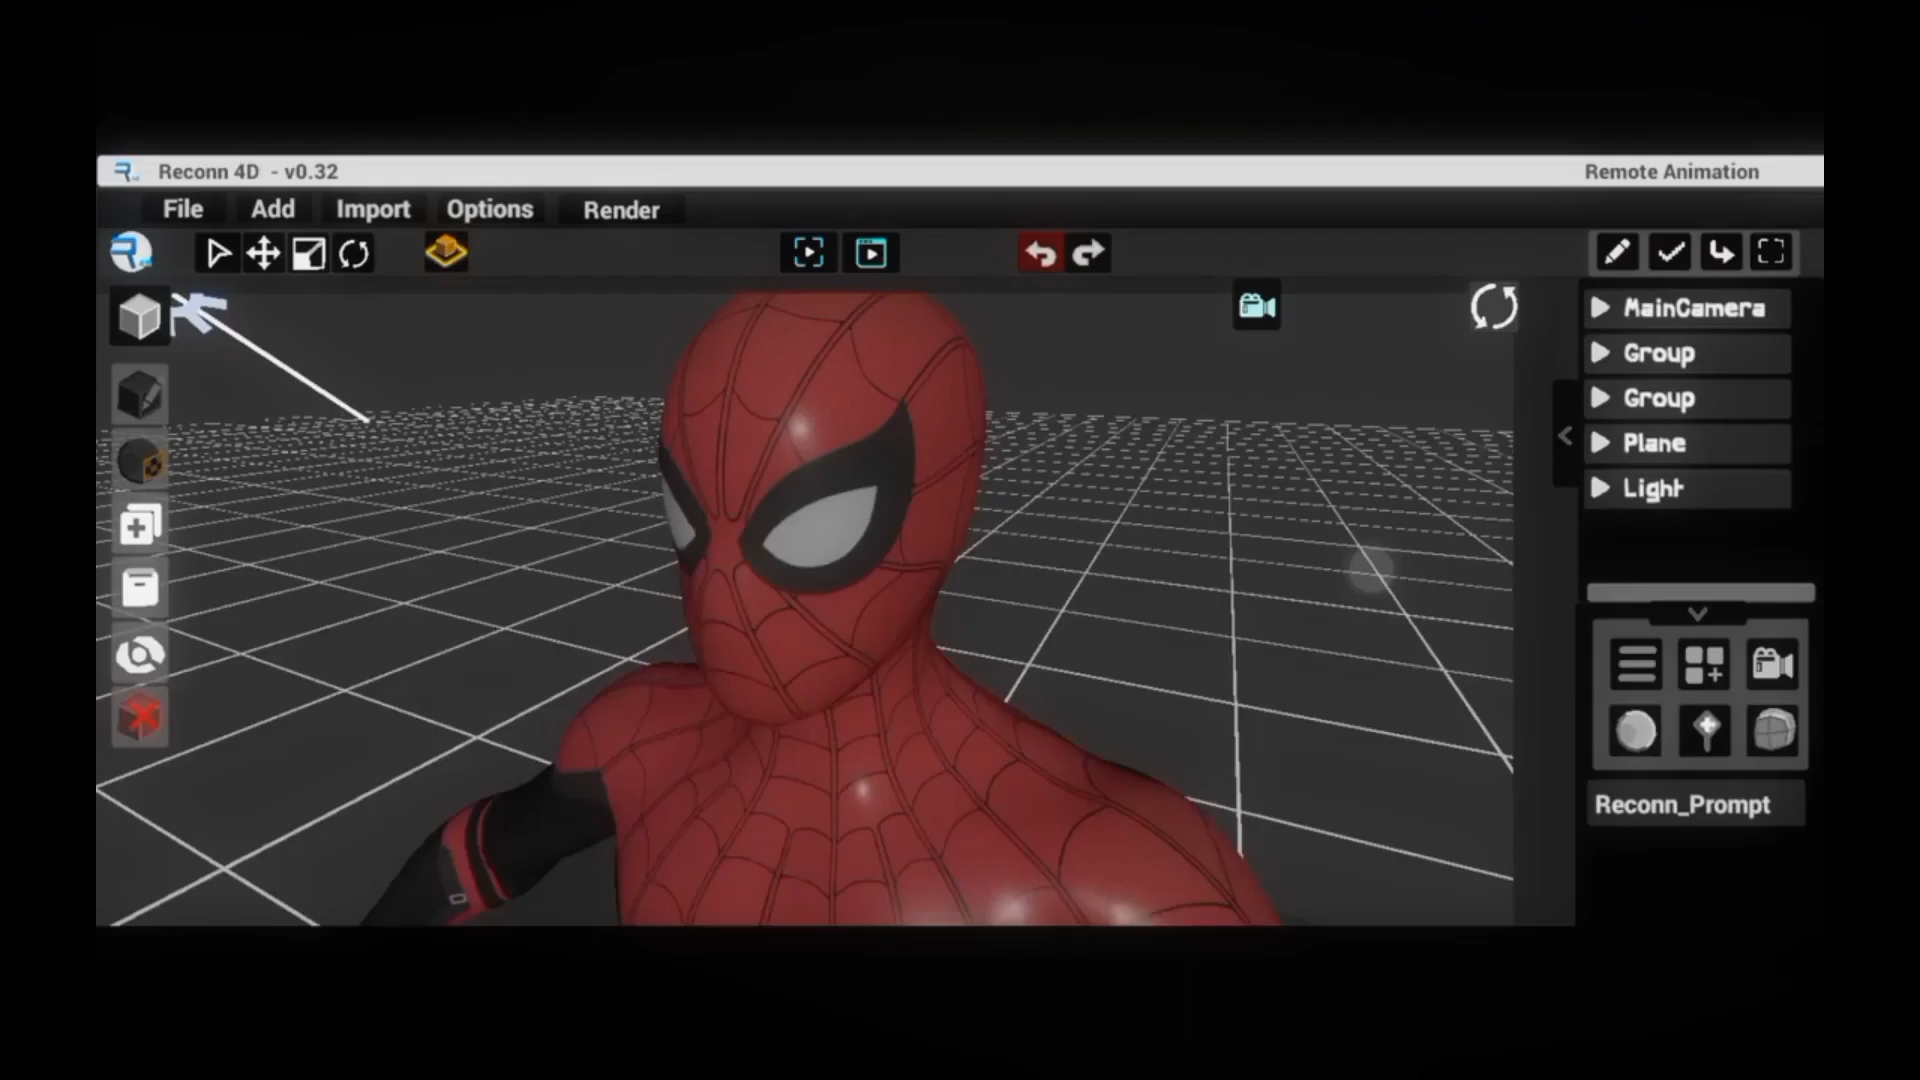 Reconn 4D - v0.32
Remote Animation
File
Add
Import
Options
Render
MainCamera
Group
Group
Plane
Light
Reconn_Prompt